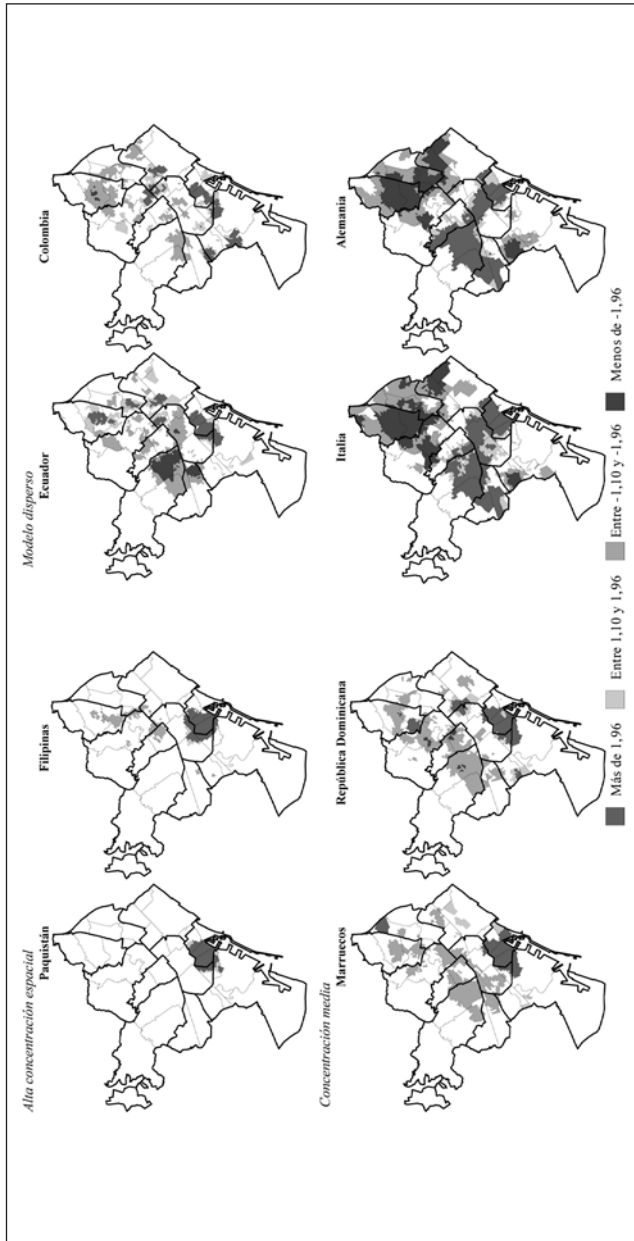 Alta concentración espacial
Modelo disperso
Paquistán
Filipinas
Ecuador
Colombia
Concentración media
Marruecos
República Dominicana
Italia
Alemania
Más de 1,96
Entre 1,10 y 1,96
Entre -1,10 y -1,96
Menos de -1,96